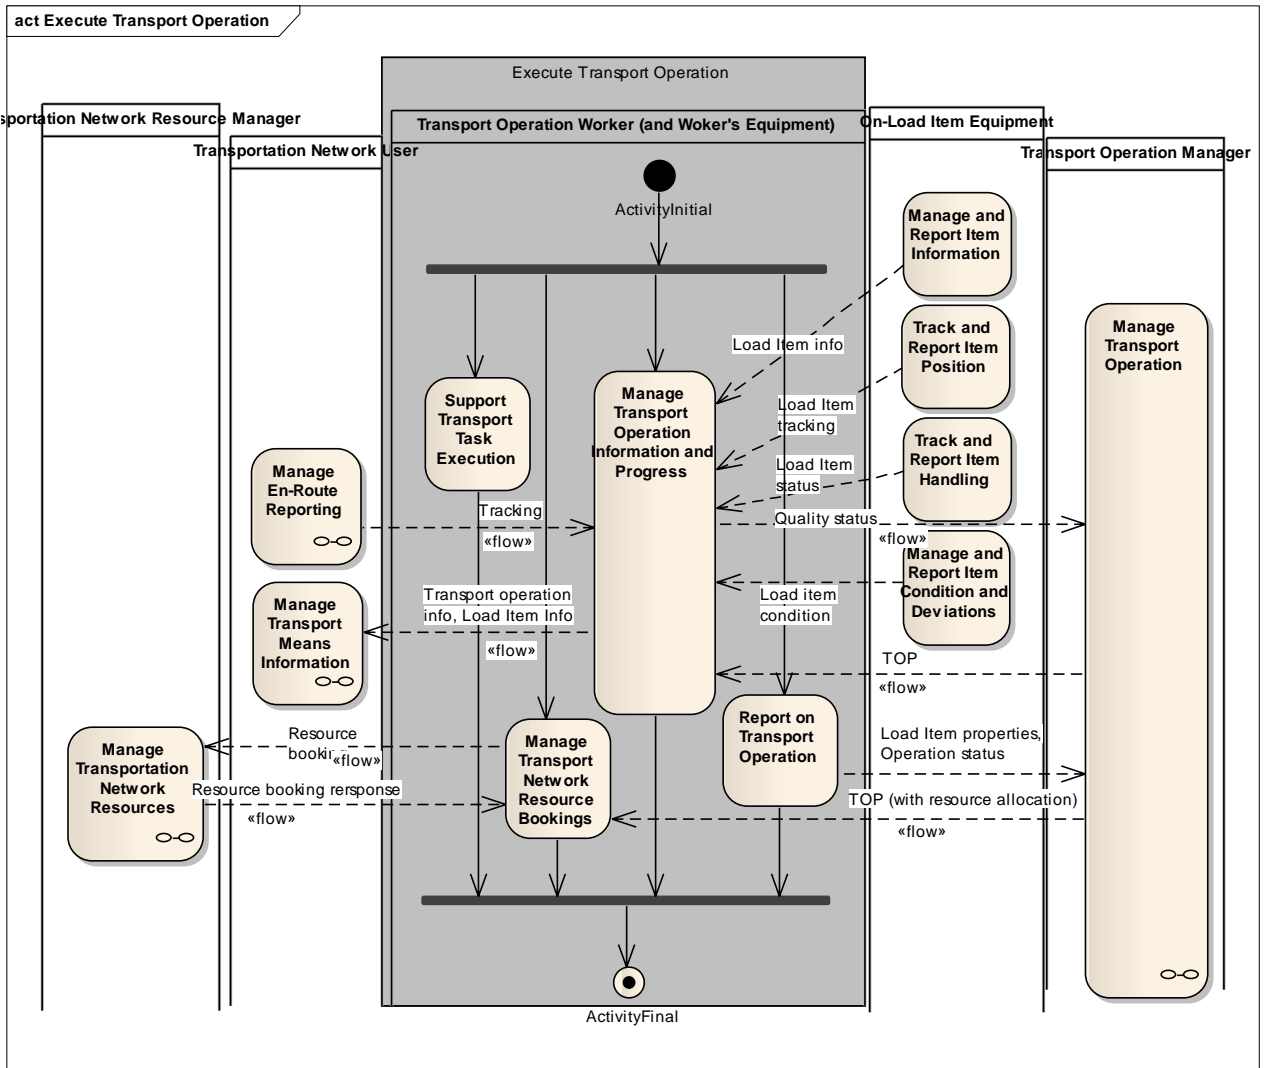 act Execute Transport Operation
Execute Transport Operation
sportation Network Resource Manager
Transportation Network User
Transport Operation Worker (and Woker's Equipment)
On-Load Item Equipment
Transport Operation Manager
ActivityInitial
Manage and
Report Item
Information
Track and
Report Item
Position
Track and
Report Item
Handling
Manage and
Report Item
Condition and
Deviations
Manage
Transport
Operation
Load Item info
Load Item
tracking
Load Item
status
Quality status
«flow»
Load item
condition
Support
Transport
Task
Execution
Manage
Transport
Operation
Information and
Progress
Manage
En-Route
Reporting
Tracking
«flow»
Manage
Transport
Means
Information
Transport operation
info, Load Item Info
«flow»
TOP
«flow»
Report on
Transport
Operation
Load Item properties,
Operation status
Manage
Transportation
Network
Resources
Resource
«flow»
Resource booking rersponse
«flow»
Manage
Transport
Network
Resource
Bookings
TOP (with resource allocation)
«flow»
ActivityFinal